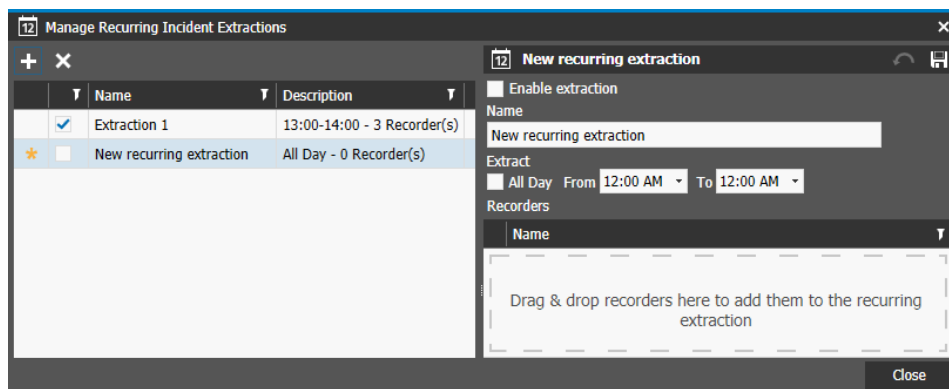 12 Manage Recurring Incident Extractions
12 New recurring extraction
Enable extraction
Name Description
Name
Extraction 1 13:00-14:00 - 3 Recorder(s)
New recurring extraction
New recurring extraction All Day - 0 Recorder(s)
Extract
All Day From 12:00 AM To 12:00 AM
Recorders
Name
Drag & drop recorders here to add them to the recurring
extraction
Close